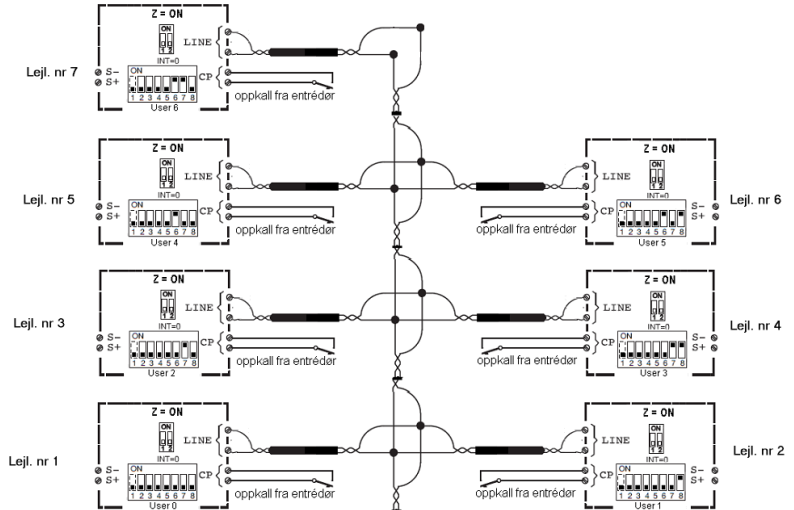 Z = ON
ON
1 2
LINE
INT=0
Lejl. nr 7
S-
S+
ON
CP
1 2 3 4 5 6 7 8
User 6
oppkall fra entrédør
Z = ON
ON
1 2
LINE
INT=0
Lejl. nr 5
S-
S+
ON
CP
1 2 3 4 5 6 7 8
User 4
oppkall fra entrédør
Z = ON
ON
1 2
LINE
INT=0
Lejl. nr 6
S-
S+
ON
CP
1 2 3 4 5 6 7 8
User 5
oppkall fra entrédør
Z = ON
ON
1 2
LINE
INT=0
Lejl. nr 3
S-
S+
ON
CP
1 2 3 4 5 6 7 8
User 2
oppkall fra entrédør
Z = ON
ON
1 2
LINE
INT=0
Lejl. nr 4
S-
S+
ON
CP
1 2 3 4 5 6 7 8
User 3
oppkall fra entrédør
Z = ON
ON
1 2
LINE
INT=0
Lejl. nr 1
S-
S+
ON
CP
1 2 3 4 5 6 7 8
User 0
oppkall fra entrédør
Z = ON
ON
1 2
LINE
INT=0
Lejl. nr 2
S-
S+
ON
CP
1 2 3 4 5 6 7 8
User 1
oppkall fra entrédør